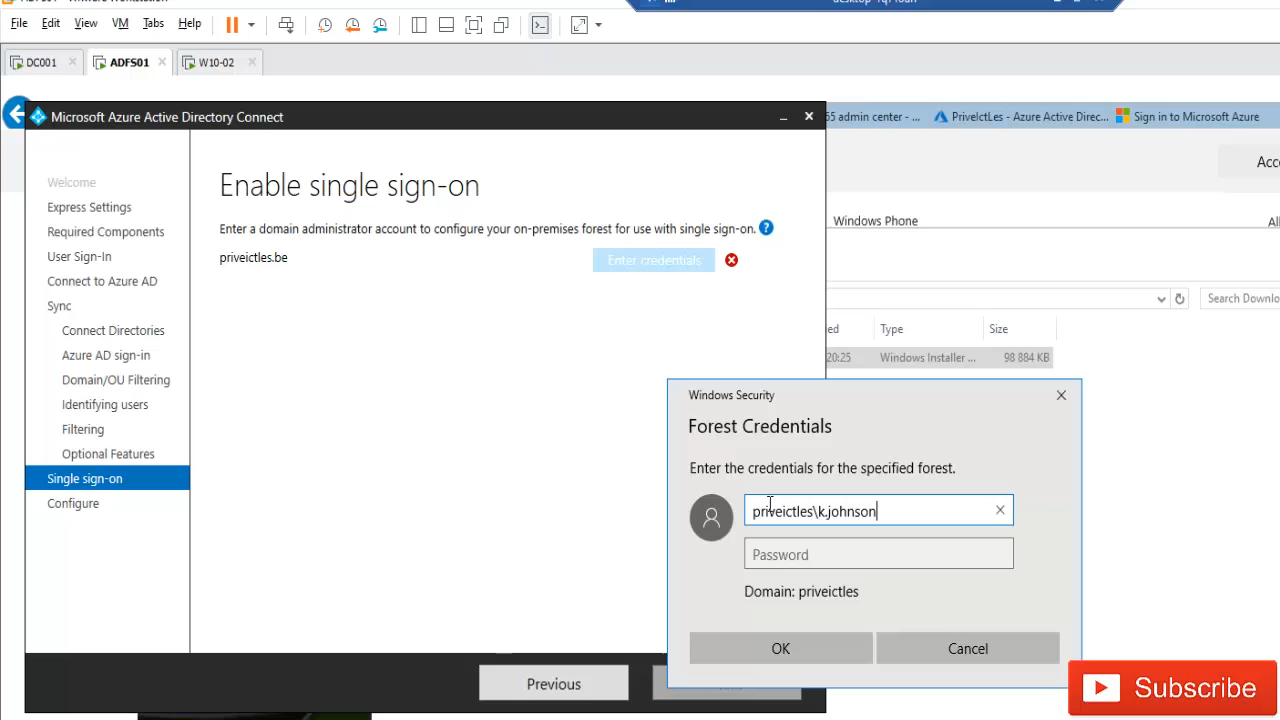 File Edit View VM Tabs Help
DC001 ADFS01 W10-02
Microsoft Azure Active Directory Connect
65 admin center - ... PriveIctLes - Azure Active Direc... Sign in to Microsoft Azure
Acc
Windows Phone
All
Welcome
Express Settings
Required Components
User Sign-In
Connect to Azure AD
Sync
Connect Directories
Azure AD sign-in
Domain/OU Filtering
Identifying users
Filtering
Optional Features
Single sign-on
Configure
Enable single sign-on
Enter a domain administrator account to configure your on-premises forest for use with single sign-on. ?
priveictles.be
Enter credentials
Search Downlo
ed Type Size
20:25 Windows Installer ... 98 884 KB
Windows Security
Forest Credentials
Enter the credentials for the specified forest.
priveictles\k.johnson
Password
Domain: priveictles
OK Cancel
Previous
Subscribe